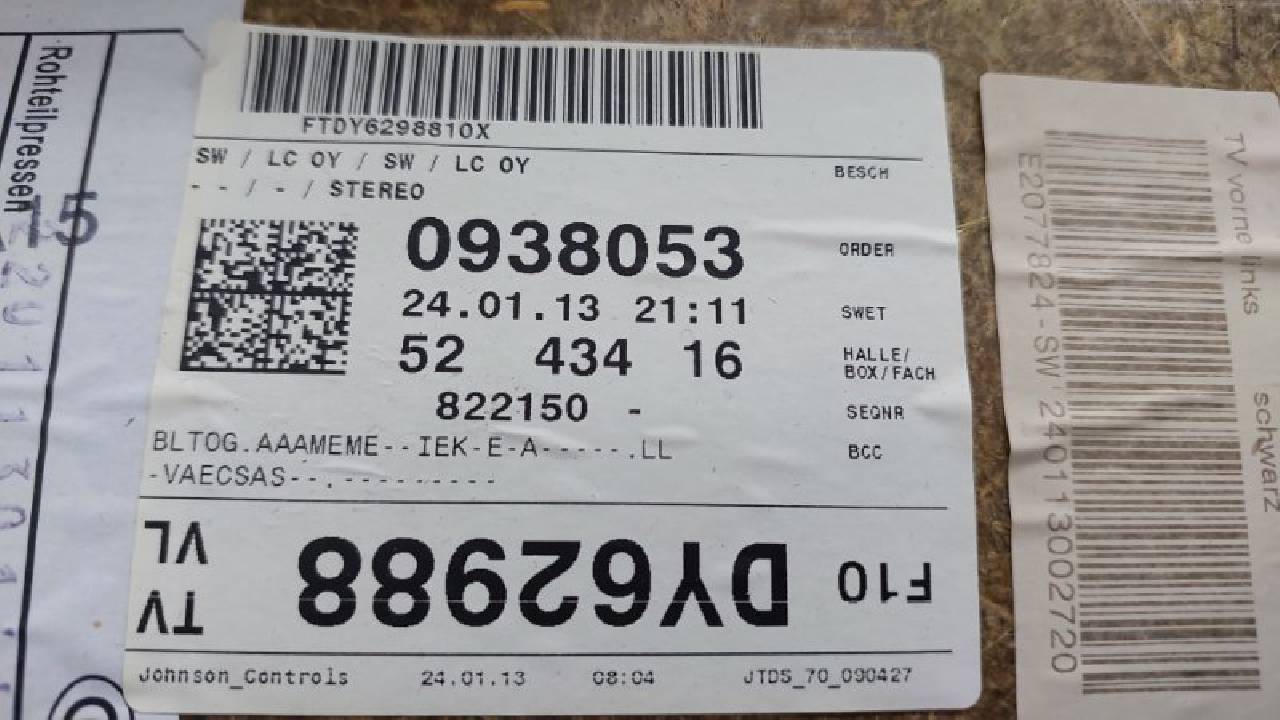 Rohteilpressen
5
FTDY6298810X
SW / LC OY / SW / LC OY
BESCH
- - / - / STEREO
0938053
ORDER
24.01.13 21:11
SWET
52 434 16
HALLE/
BOX/FACH
822150 -
SEQNR
BLTOG.AAAMEME--IEK-E-A------.LL
BCC
-VAECSAS--.---------
DY62988
F10
TV
VL
Johnson_Controls 24.01.13 08:04 JTDS_70_090427
TV vorne links schwarz
E2077824-SW 240113002720